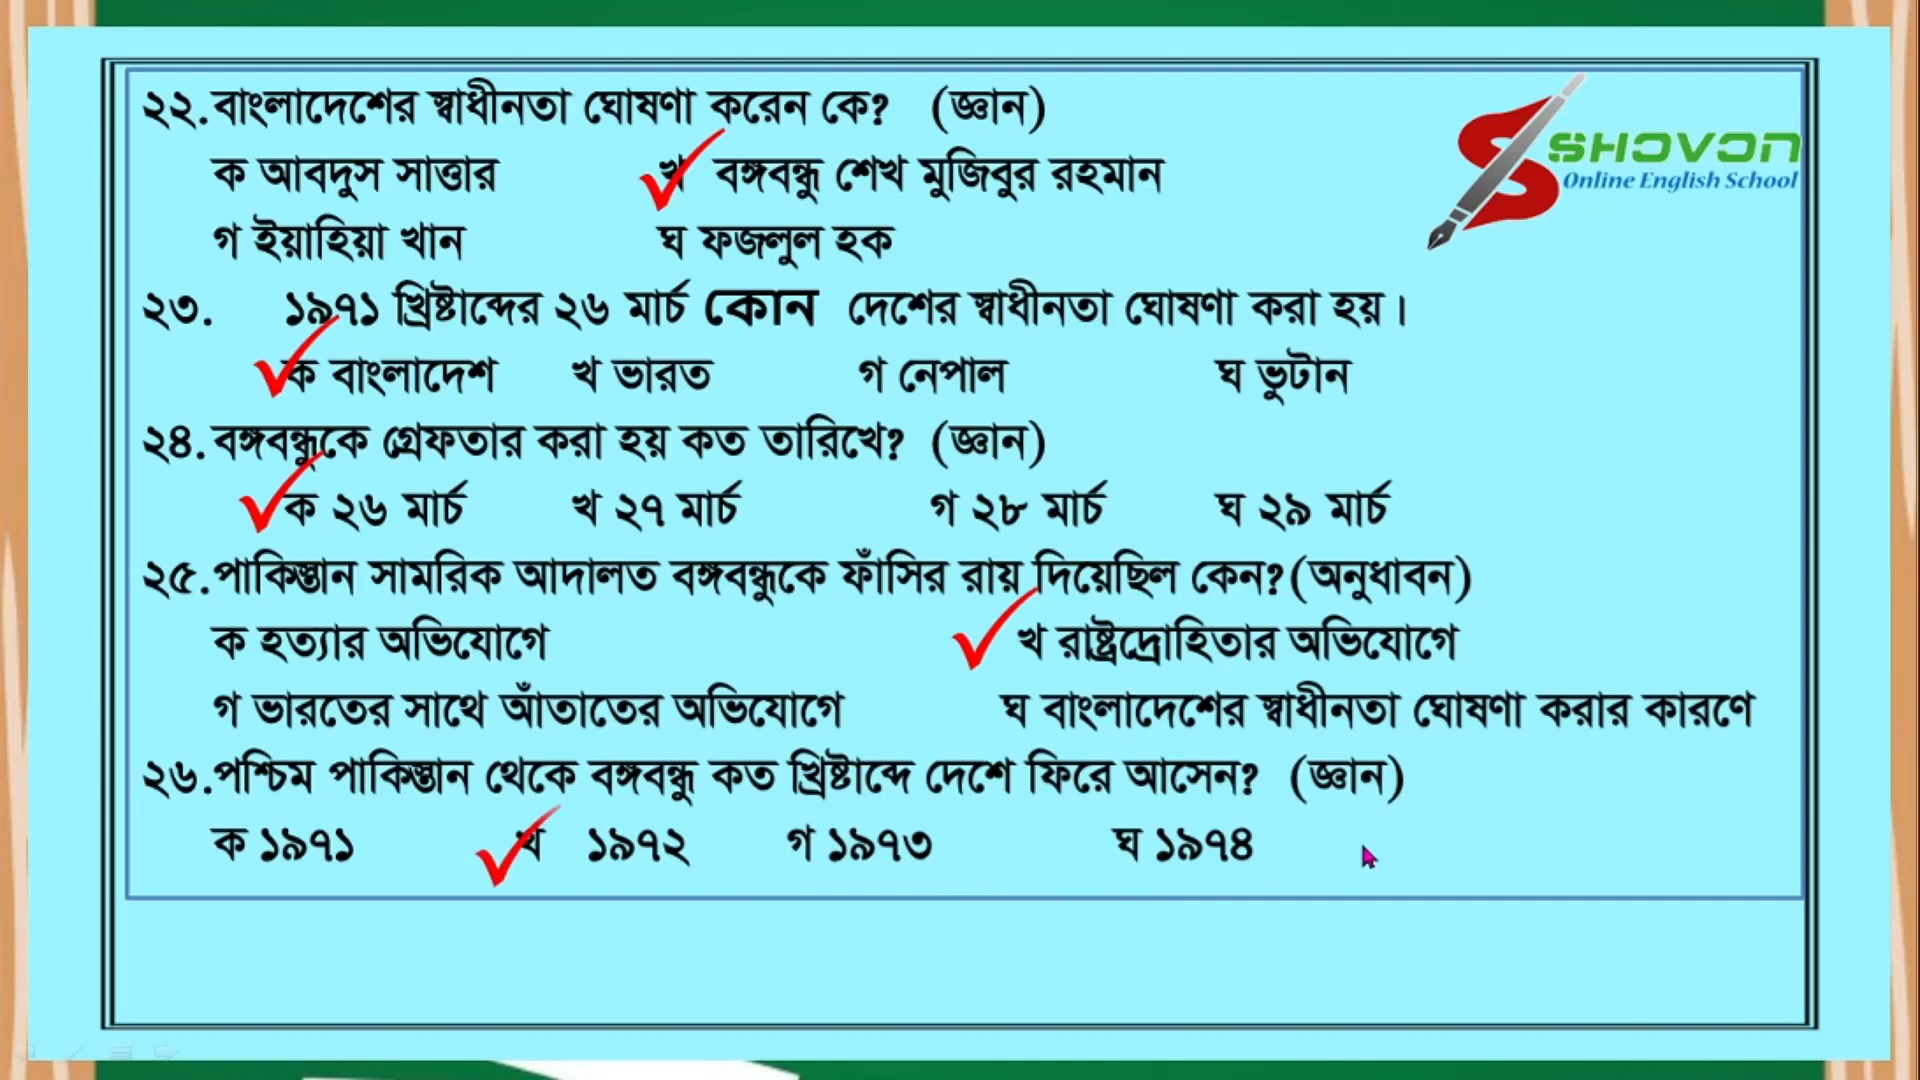 ২২.বাংলাদেশের স্বাধীনতা ঘোষণা করেন কে? (জ্ঞান)
ক আবদুস সাত্তার খ বঙ্গবন্ধু শেখ মুজিবুর রহমান
গ ইয়াহিয়া খান ঘ ফজলুল হক
২৩. ১৯৭১ খ্রিষ্টাব্দের ২৬ মার্চ কোন দেশের স্বাধীনতা ঘোষণা করা হয়।
ক বাংলাদেশ খ ভারত গ নেপাল ঘ ভুটান
২৪.বঙ্গবন্ধুকে গ্রেফতার করা হয় কত তারিখে? (জ্ঞান)
ক ২৬ মার্চ খ ২৭ মার্চ গ ২৮ মার্চ ঘ ২৯ মার্চ
২৫.পাকিস্তান সামরিক আদালত বঙ্গবন্ধুকে ফাঁসির রায় দিয়েছিল কেন?(অনুধাবন)
ক হত্যার অভিযোগে খ রাষ্ট্রদ্রোহিতার অভিযোগে
গ ভারতের সাথে আঁতাতের অভিযোগে ঘ বাংলাদেশের স্বাধীনতা ঘোষণা করার কারণে
২৬.পশ্চিম পাকিস্তান থেকে বঙ্গবন্ধু কত খ্রিষ্টাব্দে দেশে ফিরে আসেন? (জ্ঞান)
ক ১৯৭১ খ ১৯৭২ গ ১৯৭৩ ঘ ১৯৭৪
SHOVON
Online English School